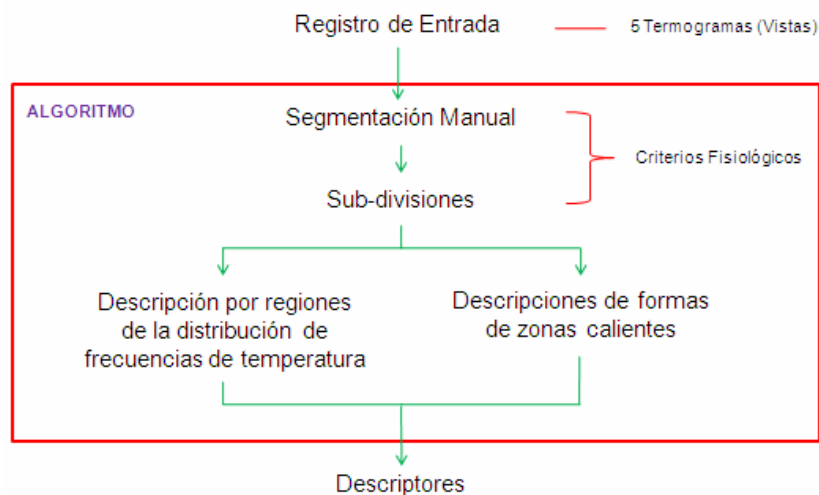 Registro de Entrada
5 Termogramas (Vistas)
ALGORITMO
Segmentación Manual
Criterios Fisiológicos
Sub-divisiones
Descripción por regiones
de la distribución de
frecuencias de temperatura
Descripciones de formas
de zonas calientes
Descriptores